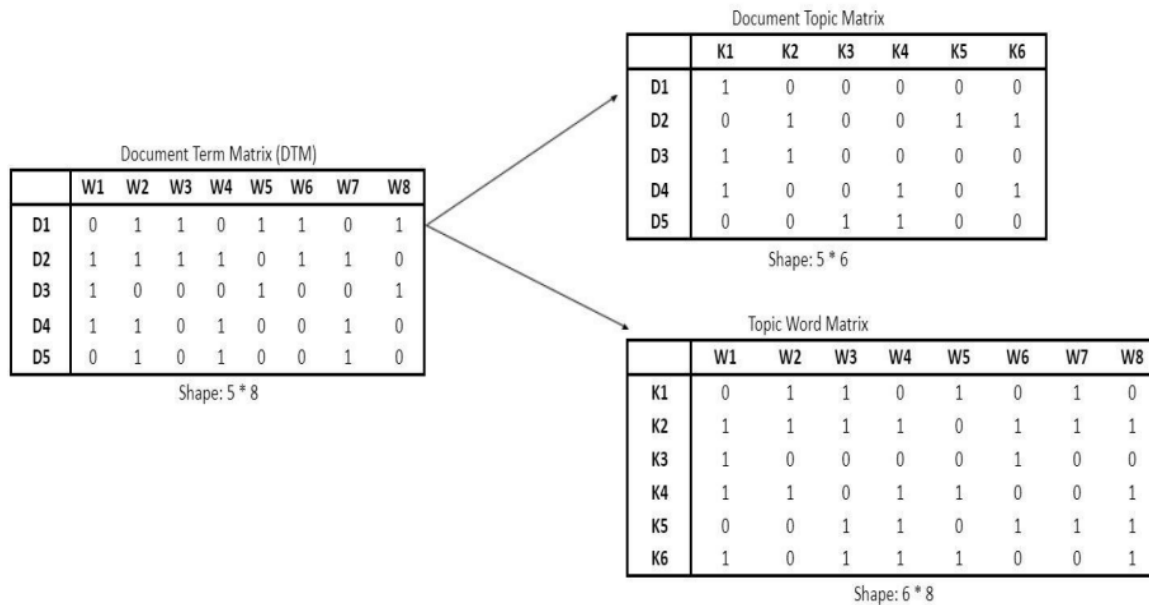 Document Term Matrix (DTM)
W1 W2 W3 W4 W5 W6 W7 W8
D1 0 1 1 0 1 1 0 1
D2 1 1 1 1 0 1 1 0
D3 1 0 0 0 1 0 0 1
D4 1 1 0 1 0 0 1 0
D5 0 1 0 1 0 0 1 0
Shape: 5 * 8
Document Topic Matrix
K1 K2 K3 K4 K5 K6
D1 1 0 0 0 0 0
D2 0 1 0 0 1 1
D3 1 1 0 0 0 0
D4 1 0 0 1 0 1
D5 0 0 1 1 0 0
Shape: 5 * 6
Topic Word Matrix
W1 W2 W3 W4 W5 W6 W7 W8
K1 0 1 1 0 1 0 1 0
K2 1 1 1 1 0 1 1 1
K3 1 0 0 0 0 1 0 0
K4 1 1 0 1 1 0 0 1
K5 0 0 1 1 0 1 1 1
K6 1 0 1 1 1 0 0 1
Shape: 6 * 8